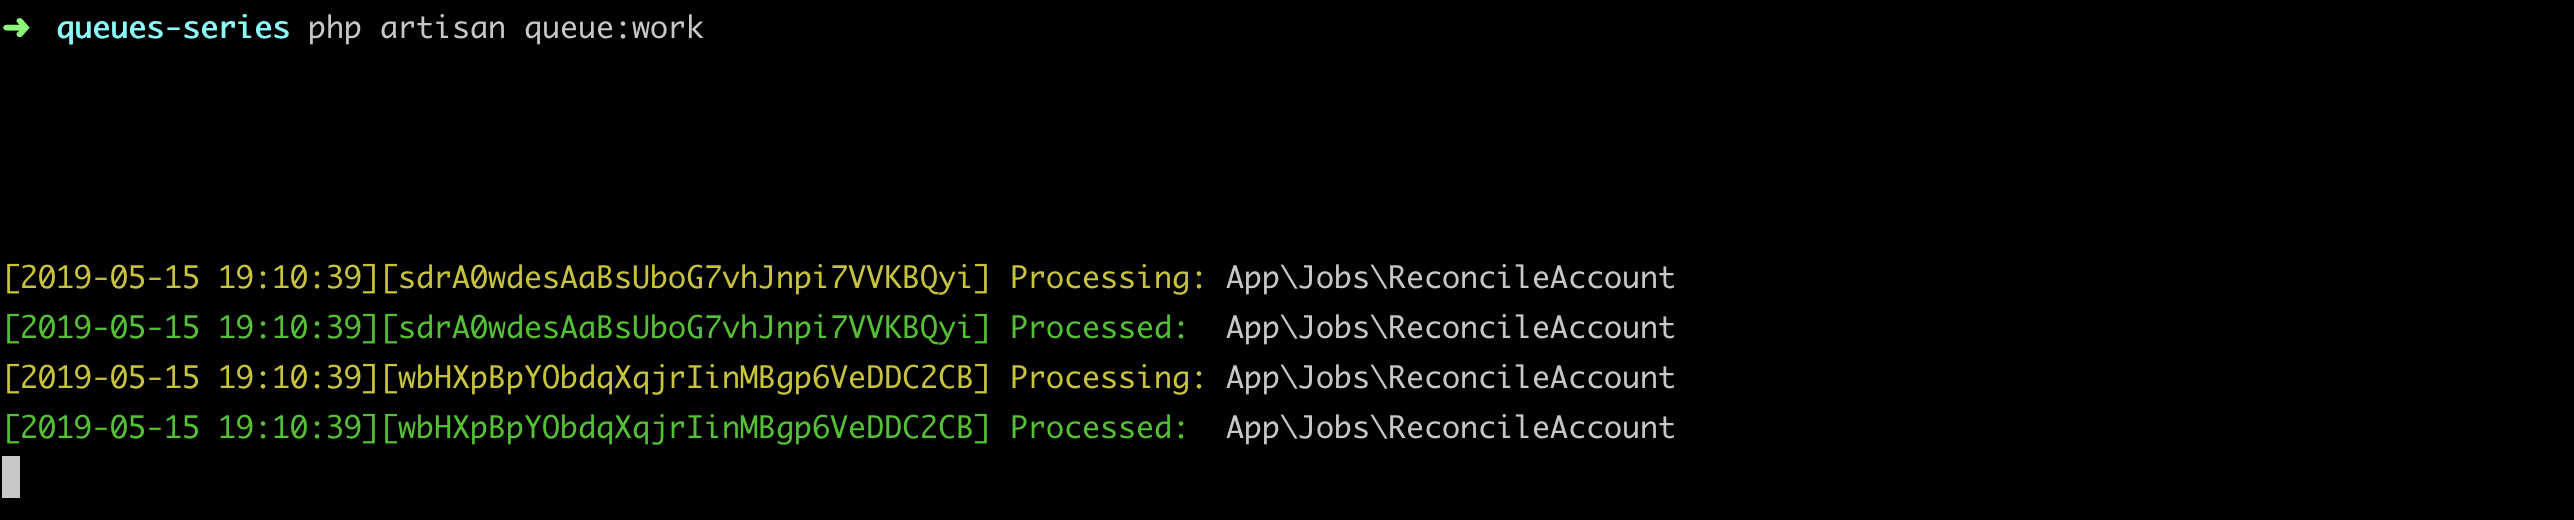 ➜ queues-series php artisan queue:work
[2019-05-15 19:10:39][sdrA0wdesAaBsUboG7vhJnpi7VVKBQyi] Processing: App\Jobs\ReconcileAccount
[2019-05-15 19:10:39][sdrA0wdesAaBsUboG7vhJnpi7VVKBQyi] Processed:  App\Jobs\ReconcileAccount
[2019-05-15 19:10:39][wbHXpBpYObdqXqjrIinMBgp6VeDDC2CB] Processing: App\Jobs\ReconcileAccount
[2019-05-15 19:10:39][wbHXpBpYObdqXqjrIinMBgp6VeDDC2CB] Processed:  App\Jobs\ReconcileAccount